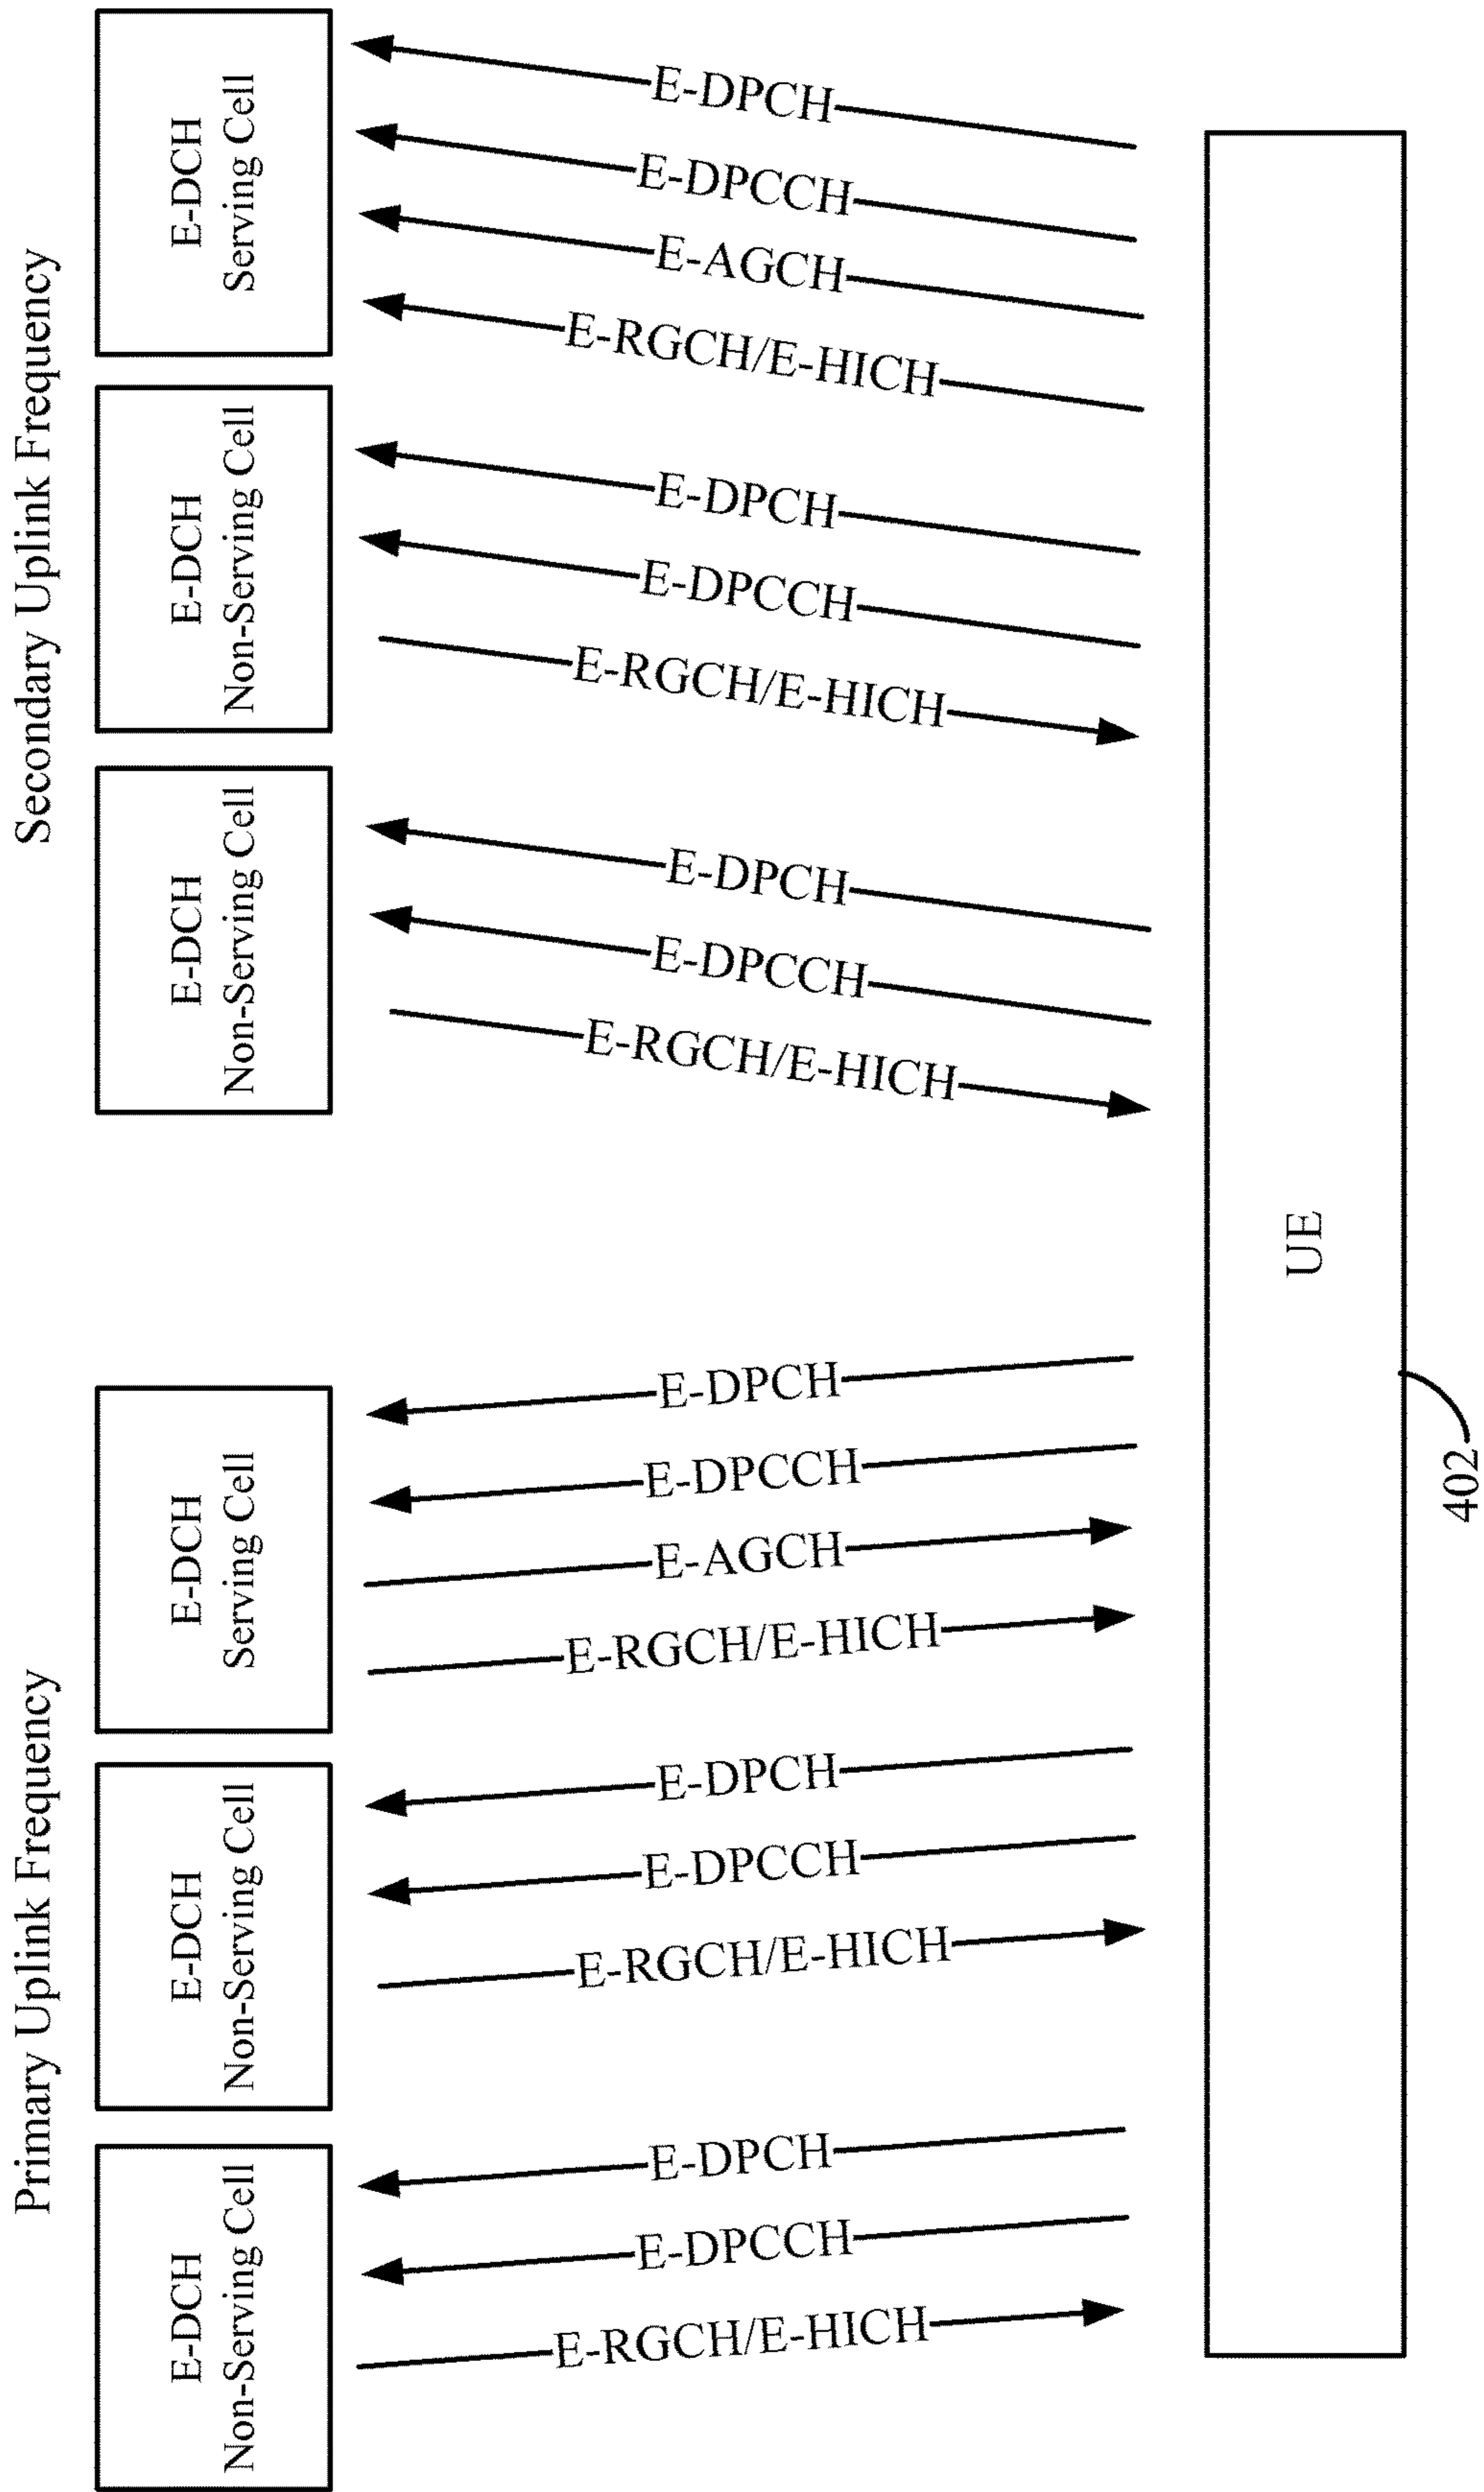 Primary Uplink Frequency
Secondary Uplink Frequency
E-DCH
Non-Serving Cell
E-DCH
Non-Serving Cell
E-DCH
Serving Cell
E-DCH
Non-Serving Cell
E-DCH
Non-Serving Cell
E-DCH
Serving Cell
E-RGCH/E-HICH
E-DPCCH
E-DPCH
E-RGCH/E-HICH
E-DPCCH
E-DPCH
E-RGCH/E-HICH
E-AGCH
E-DPCCH
E-DPCH
E-RGCH/E-HICH
E-DPCCH
E-DPCH
E-RGCH/E-HICH
E-DPCCH
E-DPCH
E-RGCH/E-HICH
E-AGCH
E-DPCCH
E-DPCH
UE
402